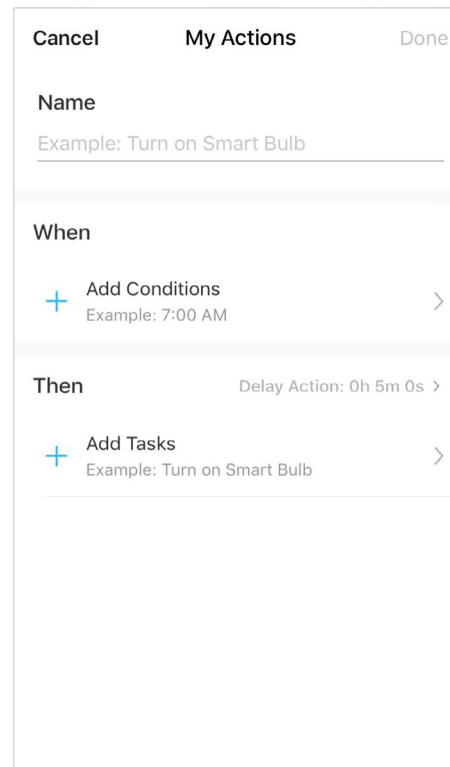 Cancel My Actions Done
Name
Example: Turn on Smart Bulb
When
Add Conditions
Example: 7:00 AM
Then Delay Action: 0h 5m 0s
Add Tasks
Example: Turn on Smart Bulb